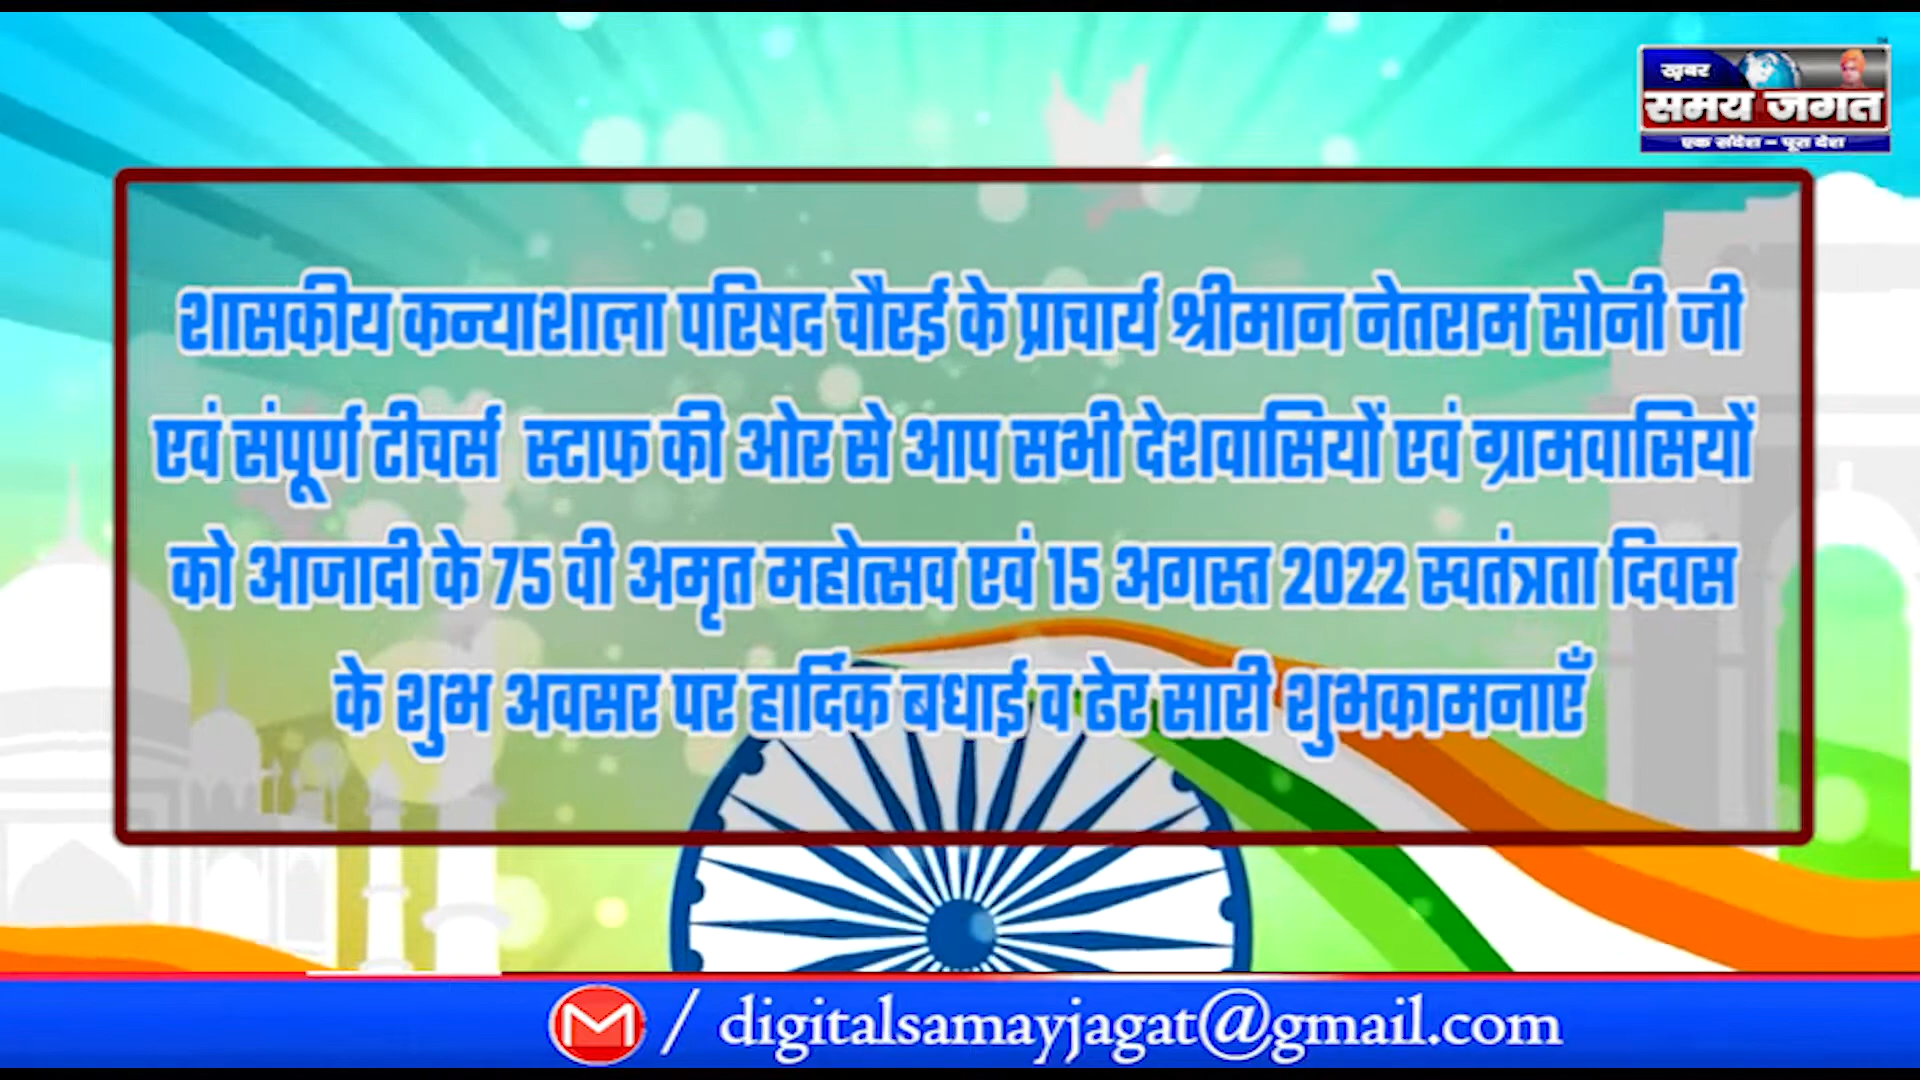 खबर
समय जगत
एक संदेश - पूरा देश
शासकीय कन्याशाला परिषद चौरई के प्राचार्य श्रीमान नेतराम सोनी जी
एवं संपूर्ण टीचर्स स्टाफ की ओर से आप सभी देशवासियों एवं ग्रामवासियों
को आजादी के 75 वी अमृत महोत्सव एवं 15 अगस्त 2022 स्वतंत्रता दिवस
के शुभ अवसर पर हार्दिक बधाई व ढेर सारी शुभकामनाएँ
/ digitalsamayjagat@gmail.com